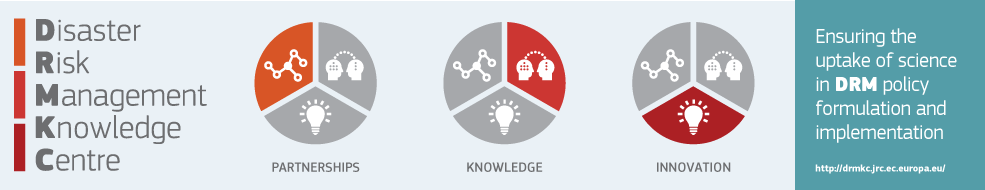 Disaster
Risk
Management
Knowledge
Centre
PARTNERSHIPS
KNOWLEDGE
INNOVATION
Ensuring the
uptake of science
in DRM policy
formulation and
implementation
http://drmkc.jrc.ec.europa.eu/